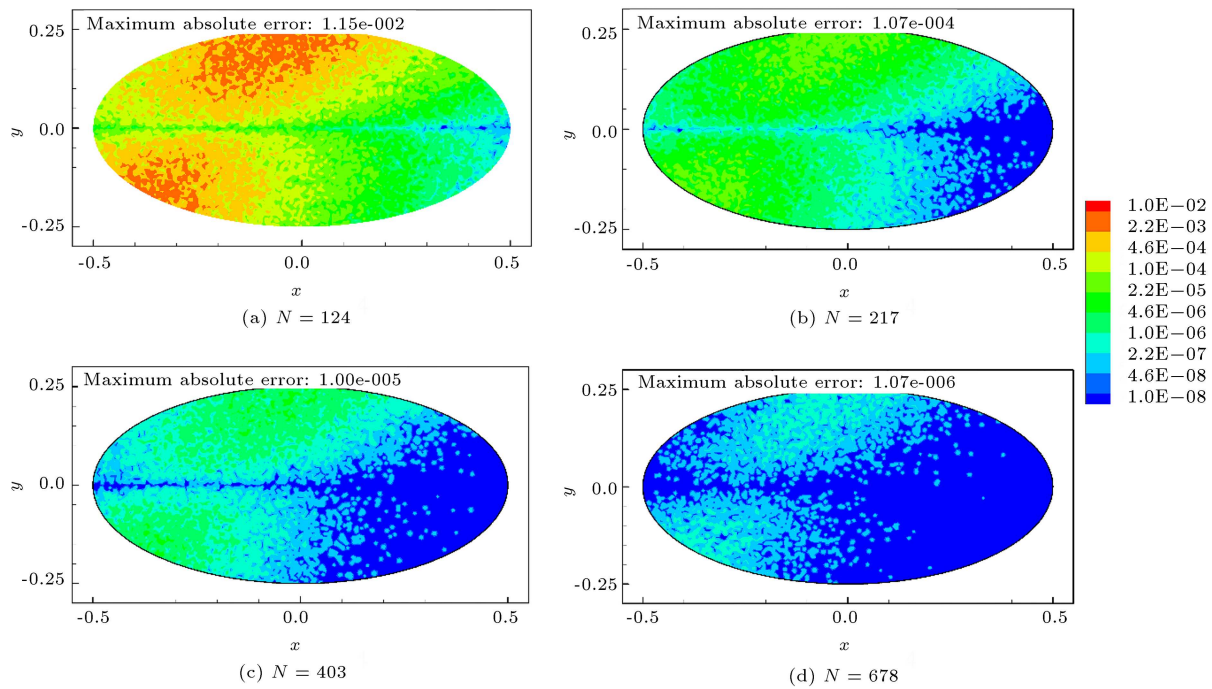 Maximum absolute error: 1.15e-002
0.25
0.0
-0.25
y
-0.5
0.0
0.5
x
(a) N = 124
Maximum absolute error: 1.07e-004
0.25
0.0
-0.25
y
-0.5
0.0
0.5
x
(b) N = 217
1.0E−02
2.2E−03
4.6E−04
1.0E−04
2.2E−05
4.6E−06
1.0E−06
2.2E−07
4.6E−08
1.0E−08
Maximum absolute error: 1.00e-005
0.25
0.0
-0.25
y
-0.5
0.0
0.5
x
(c) N = 403
Maximum absolute error: 1.07e-006
0.25
0.0
-0.25
y
-0.5
0.0
0.5
x
(d) N = 678